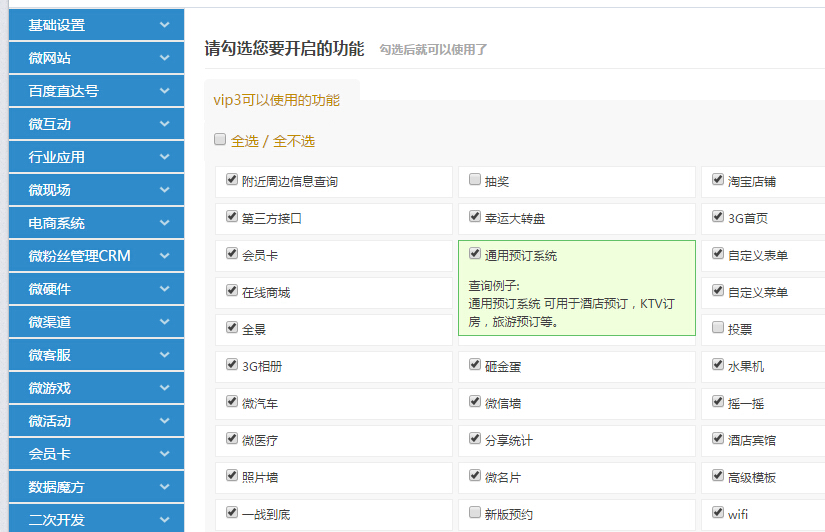 基础设置
微网站
百度直达号
微互动
行业应用
微现场
电商系统
微粉丝管理CRM
微硬件
微渠道
微客服
微游戏
微活动
会员卡
数据魔方
二次开发
请勾选您要开启的功能 勾选后就可以使用了
vip3可以使用的功能
全选 / 全不选
附近周边信息查询 抽奖 淘宝店铺
第三方接口 幸运大转盘 3G首页
会员卡 通用预订系统 自定义表单
查询例子:
在线商城 通用预订系统 可用于酒店预订，KTV订 自定义菜单
房，旅游预订等。
全景 投票
3G相册 砸金蛋 水果机
微汽车 微信墙 摇一摇
微医疗 分享统计 酒店宾馆
照片墙 微名片 高级模板
一战到底 新版预约 wifi